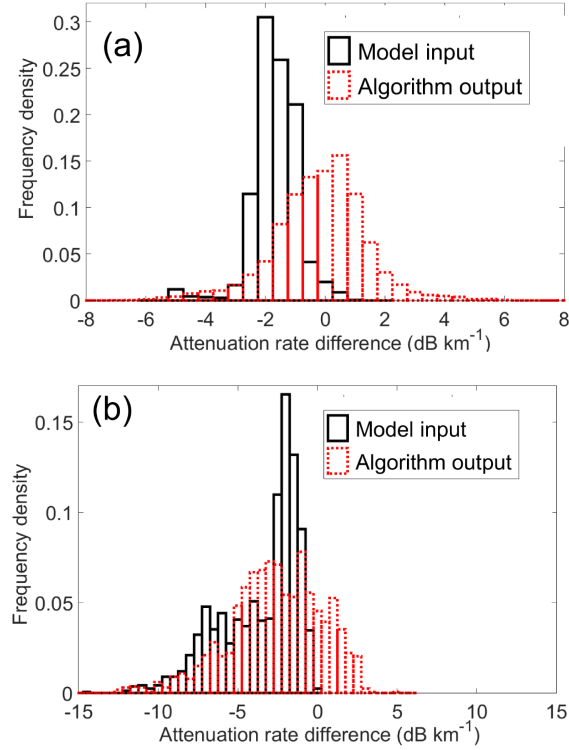 (a)
Model input
Algorithm output
Frequency density
0.3
0.25
0.2
0.15
0.1
0.05
0
-8 -6 -4 -2 0 2 4 6 8
Attenuation rate difference (dB km-1)
(b)
Model input
Algorithm output
Frequency density
0.15
0.1
0.05
0
-15 -10 -5 0 5 10 15
Attenuation rate difference (dB km-1)